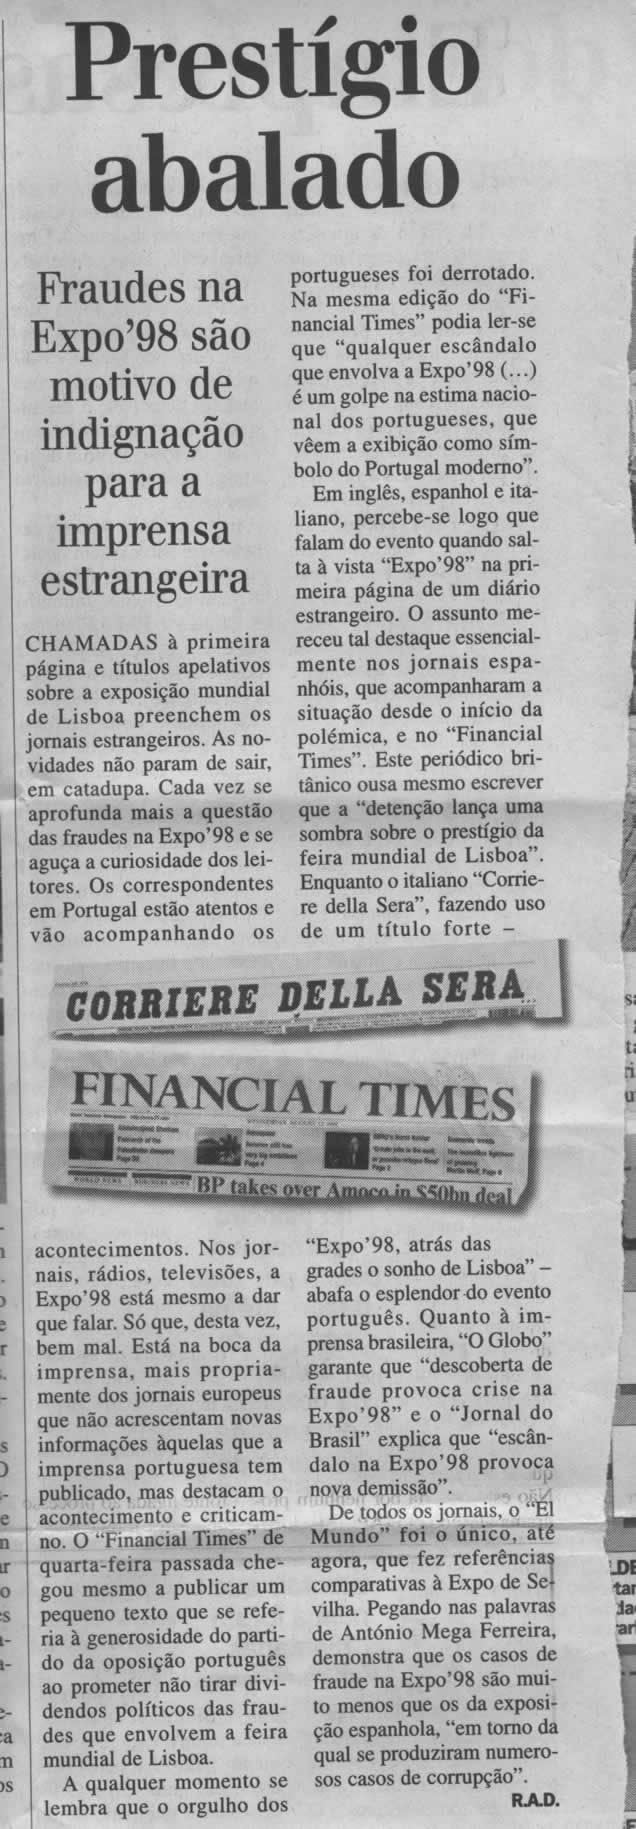 Prestígio
abalado
Fraudes na
Expo’98 são
motivo de
indignação
para a
imprensa
estrangeira
CHAMADAS à primeira
página e títulos apelativos
sobre a exposição mundial
de Lisboa preenchem os
jornais estrangeiros. As no-
vidades não param de sair,
em catadupa. Cada vez se
aprofunda mais a questão
das fraudes na Expo’98 e se
aguça a curiosidade dos lei-
tores. Os correspondentes
em Portugal estão atentos e
vão acompanhando os
acontecimentos. Nos jor-
nais, rádios, televisões, a
Expo’98 está mesmo a dar
que falar. Só que, desta vez,
bem mal. Está na boca da
imprensa, mais propria-
mente dos jornais europeus
que não acrescentam novas
informações àquelas que a
imprensa portuguesa tem
publicado, mas destacam o
acontecimento e criticam-
no. O “Financial Times” de
quarta-feira passada che-
gou mesmo a publicar um
pequeno texto que se refe-
ria à generosidade do parti-
do da oposição português
ao prometer não tirar divi-
dendos políticos das frau-
des que envolvem a feira
mundial de Lisboa.
A qualquer momento se
lembra que o orgulho dos
portugueses foi derrotado.
Na mesma edição do “Fi-
nancial Times” podia ler-se
que “qualquer escândalo
que envolva a Expo’98 (...)
é um golpe na estima nacio-
nal dos portugueses, que
vêem a exibição como sím-
bolo do Portugal moderno”.
Em inglês, espanhol e ita-
liano, percebe-se logo que
falam do evento quando sal-
ta à vista “Expo’98” na pri-
meira página de um diário
estrangeiro. O assunto me-
receu tal destaque essencial-
mente nos jornais espa-
nhóis, que acompanharam a
situação desde o início da
polémica, e no “Financial
Times”. Este periódico bri-
tânico ousa mesmo escrever
que a “detenção lança uma
sombra sobre o prestígio da
feira mundial de Lisboa”.
Enquanto o italiano “Corrie-
re della Sera”, fazendo uso
de um título forte –
“Expo’98, atrás das
grades o sonho de Lisboa” –
abafa o esplendor do evento
português. Quanto à im-
prensa brasileira, “O Globo”
garante que “descoberta de
fraude provoca crise na
Expo’98” e o “Jornal do
Brasil” explica que “escân-
dalo na Expo’98 provoca
nova demissão”.
De todos os jornais, o “El
Mundo” foi o único, até
agora, que fez referências
comparativas à Expo de Se-
vilha. Pegando nas palavras
de António Mega Ferreira,
demonstra que os casos de
fraude na Expo’98 são mui-
to menos que os da exposi-
ção espanhola, “em torno da
qual se produziram numero-
sos casos de corrupção”.
R.A.D.
CORRIERE DELLA SERA
FINANCIAL TIMES
WORLD NEWS BUSINESS NEWS
BP takes over Amoco in $50bn deal